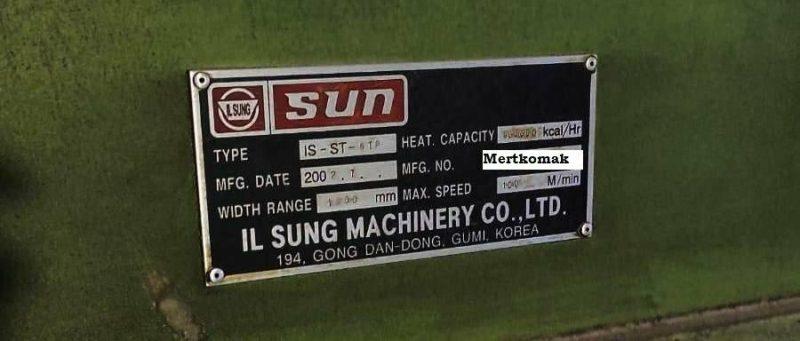 IL SUNG
sun
TYPE IS-ST-6TP
HEAT. CAPACITY kcal/Hr
MFG. DATE 200
MFG. NO. Mertkomak
WIDTH RANGE mm
MAX. SPEED M/min
IL SUNG MACHINERY CO.,LTD.
194, GONG DAN-DONG, GUMI, KOREA